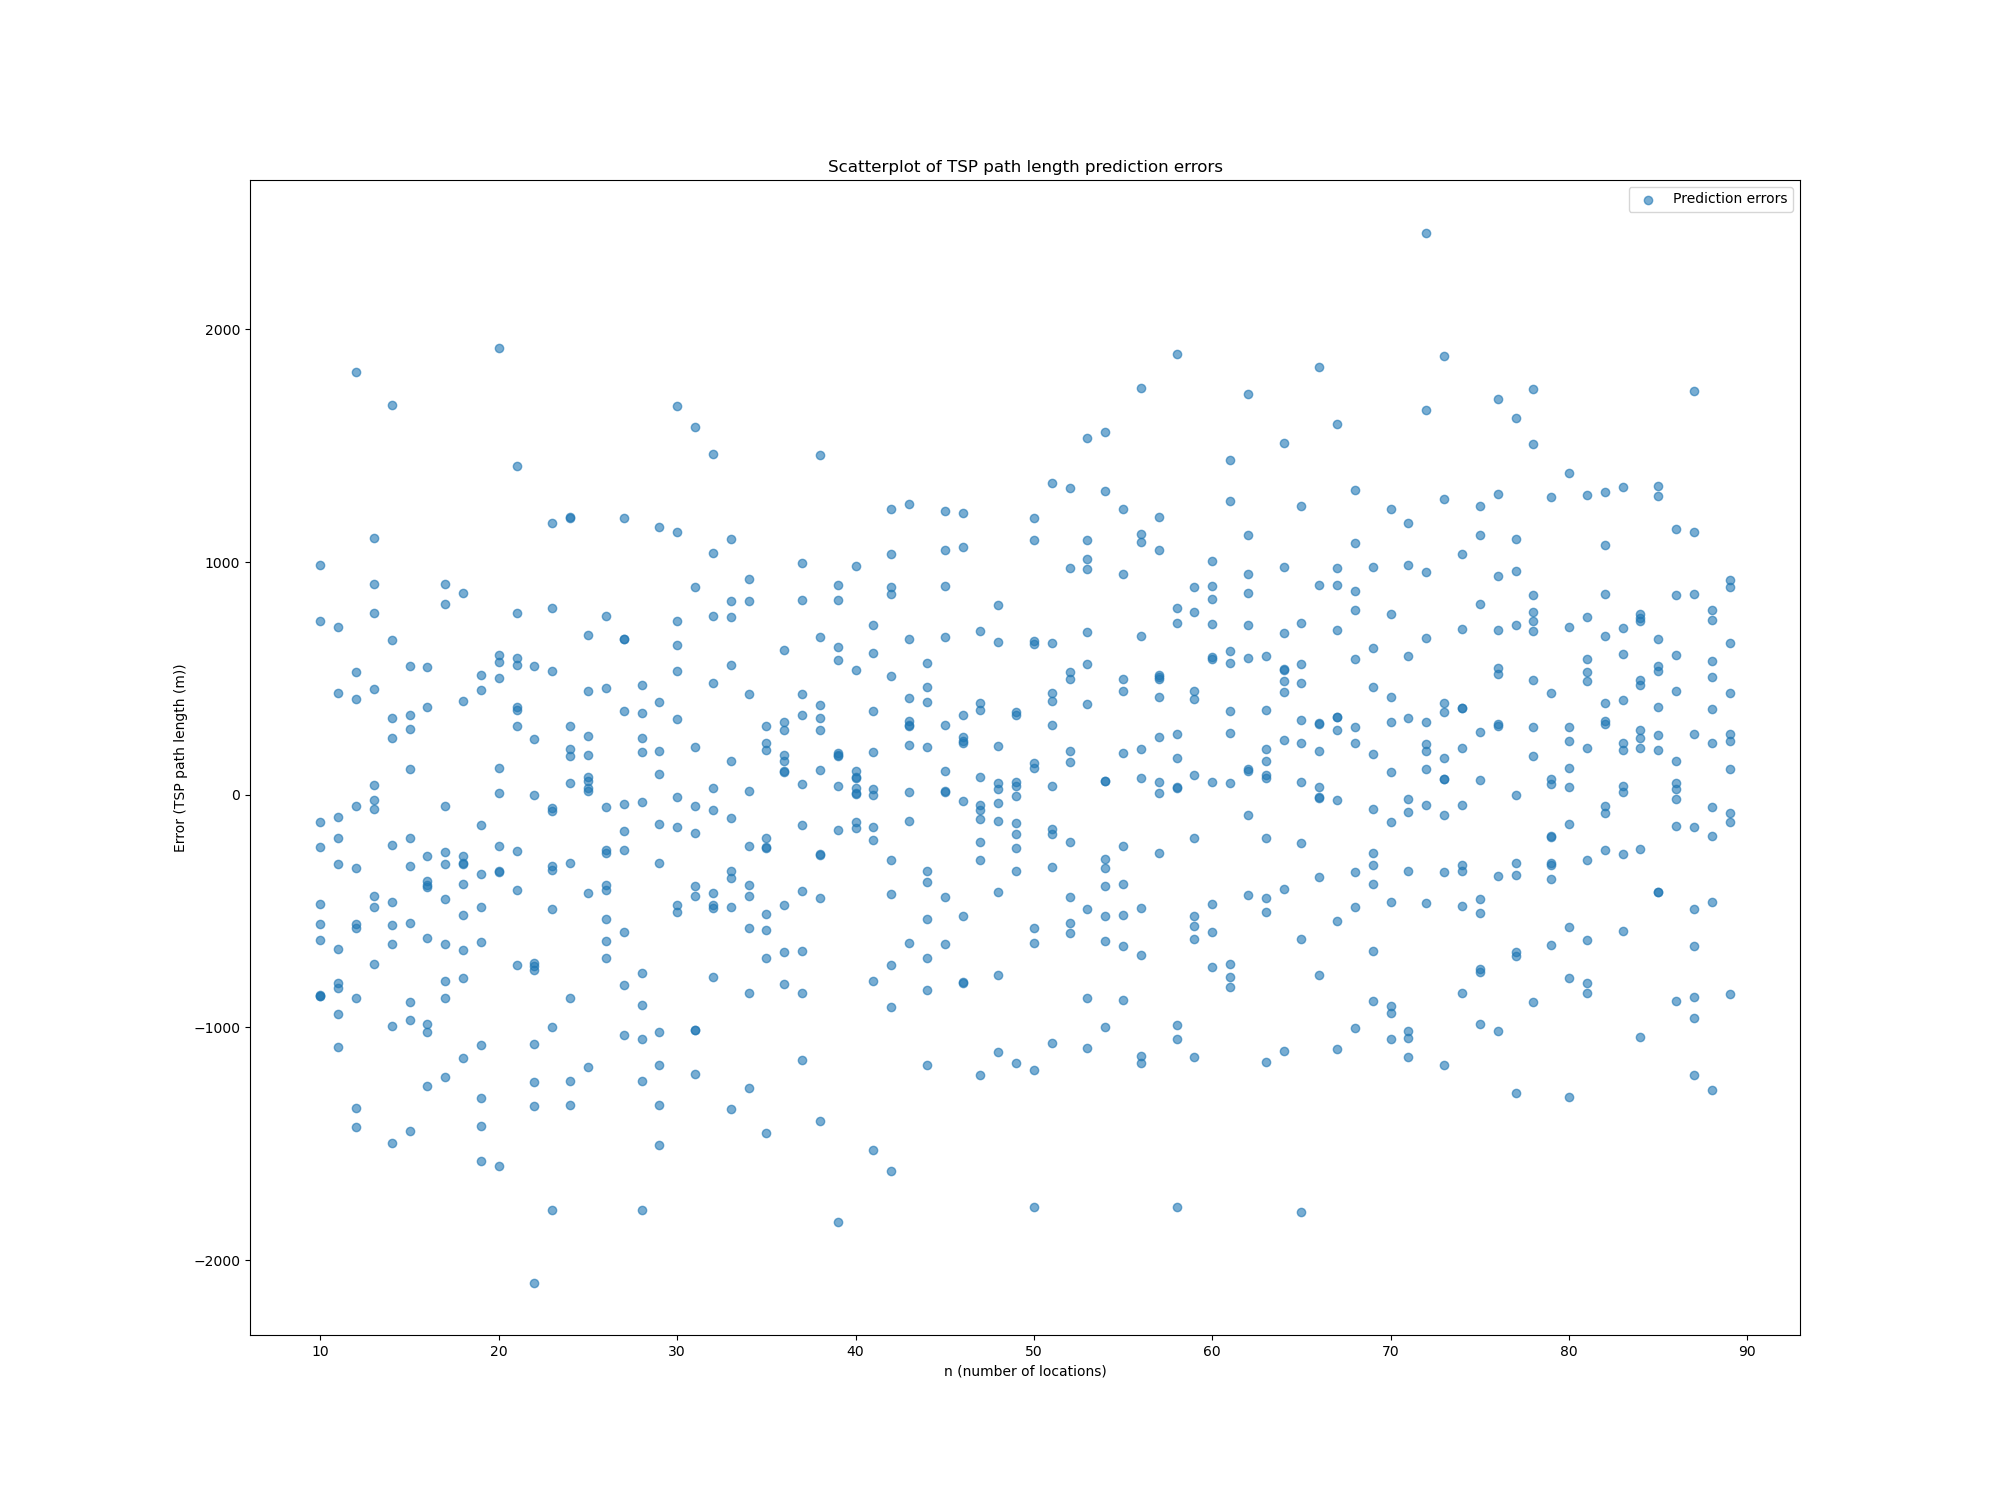 Scatterplot of TSP path length prediction errors
Prediction errors
2000
1000
0
−1000
−2000
Error (TSP path length (m))
10 20 30 40 50 60 70 80 90
n (number of locations)